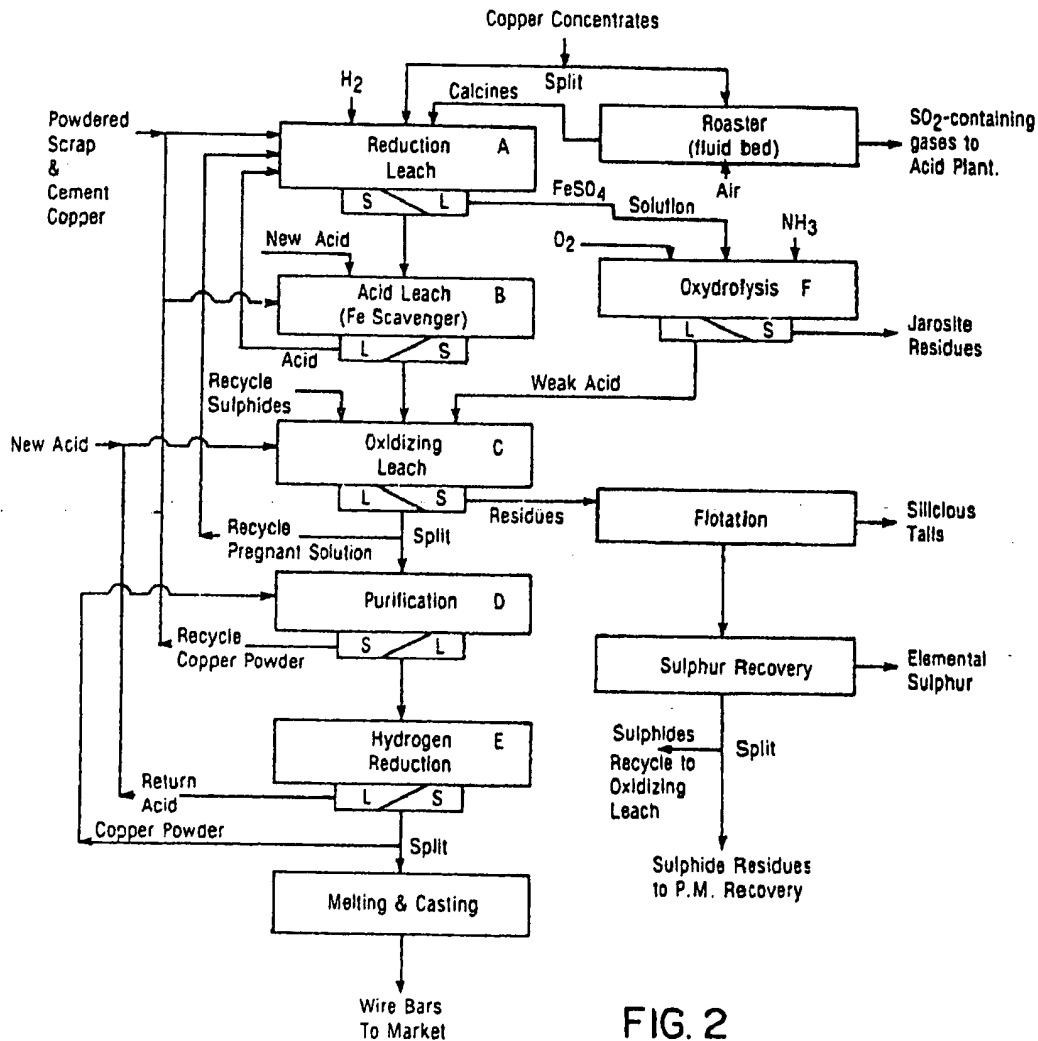 Copper Concentrates
H2
Split
Calcines
Powdered
Scrap
&
Cement
Copper
Reduction A
Leach
Roaster
(fluid bed)
SO2-containing
gases to
Acid Plant.
Air
S L
FeSO4
Solution
New Acid
O2
NH3
Acid Leach B
(Fe Scavenger)
Oxydrolysis F
L S
Acid
L S
Jarosite
Residues
Recycle
Sulphides
Weak Acid
New Acid
Oxidizing C
Leach
L S
Residues
Flotation
Silicious
Tails
Recycle
Pregnant Solution
Split
Purification D
S L
Recycle
Copper Powder
Sulphur Recovery
Elemental
Sulphur
Hydrogen E
Reduction
L S
Return
Acid
Sulphides
Recycle to
Oxidizing
Leach
Split
Copper Powder
Split
Sulphide Residues
to P.M. Recovery
Melting & Casting
Wire Bars
To Market
FIG. 2